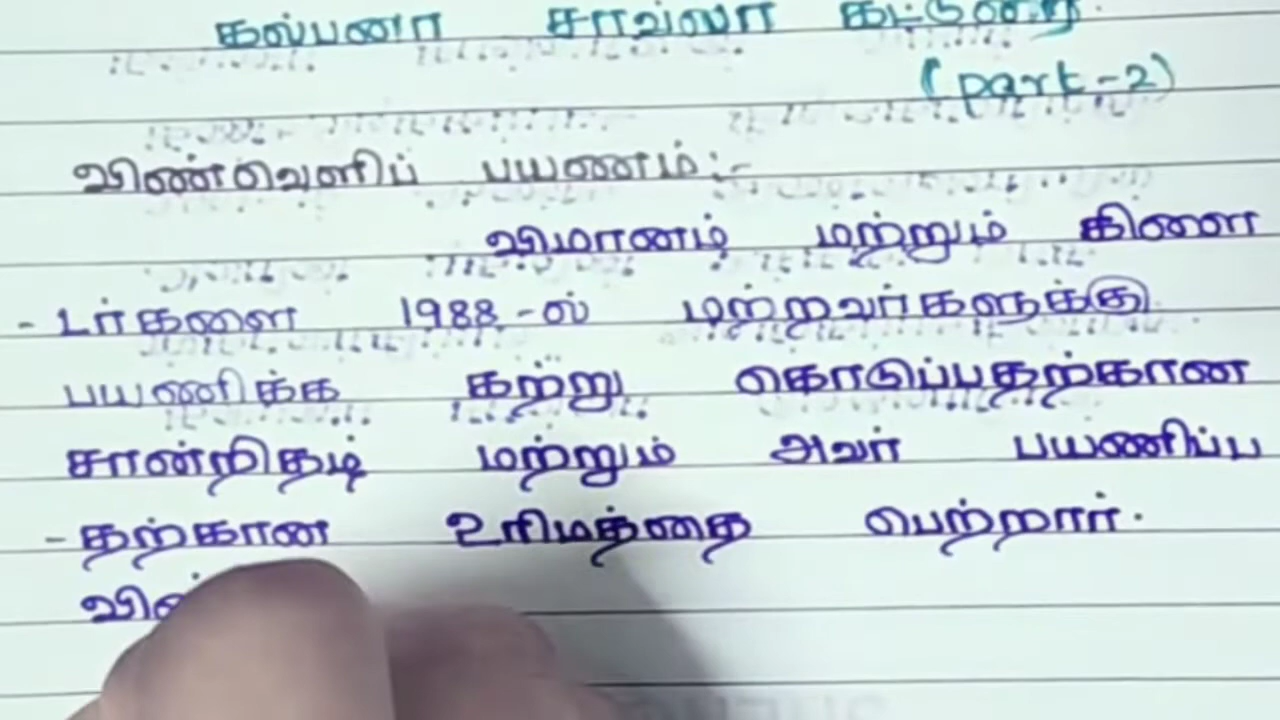 கல்பனா சாவ்லா கட்டுரை
(part-2)
விண்வெளிப் பயணம்:-
விமானம் மற்றும் கிளை
-டர்களை 1988-ல் மற்றவர்களுக்கு
பயணிக்க கற்று கொடுப்பதற்கான
சான்றிதழ் மற்றும் அவர் பயணிப்ப
-தற்கான உரிமத்தை பெற்றார்.